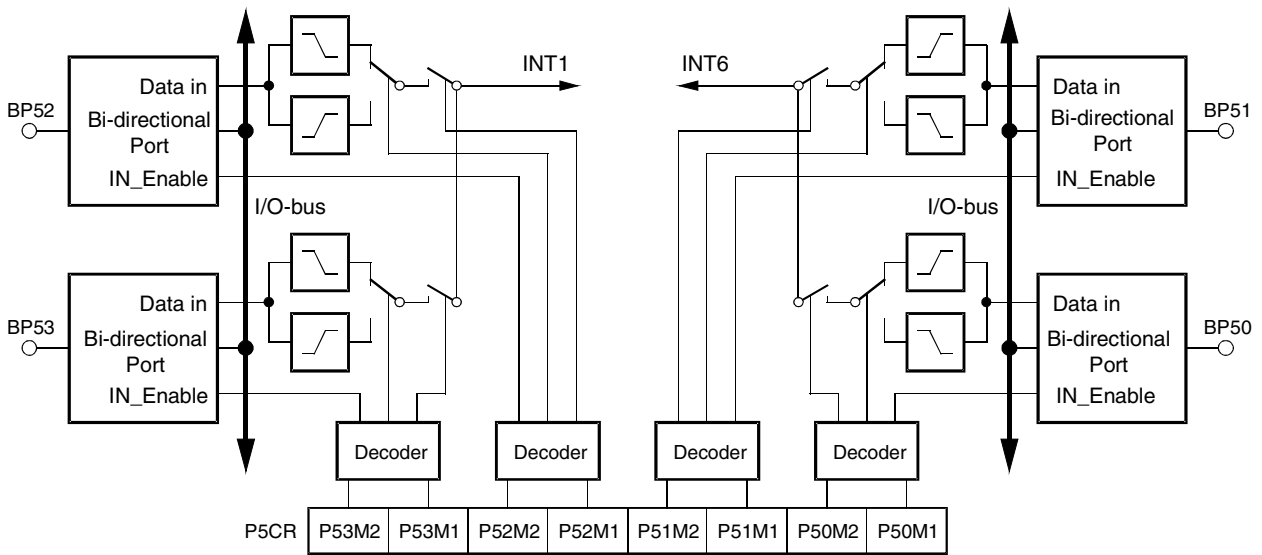 INT1
INT6
BP52
Data in
Bi-directional
Port
IN_Enable
Data in
Bi-directional
Port
IN_Enable
BP51
I/O-bus
I/O-bus
BP53
Data in
Bi-directional
Port
IN_Enable
Data in
Bi-directional
Port
IN_Enable
BP50
Decoder
Decoder
Decoder
Decoder
P5CR P53M2 P53M1 P52M2 P52M1 P51M2 P51M1 P50M2 P50M1